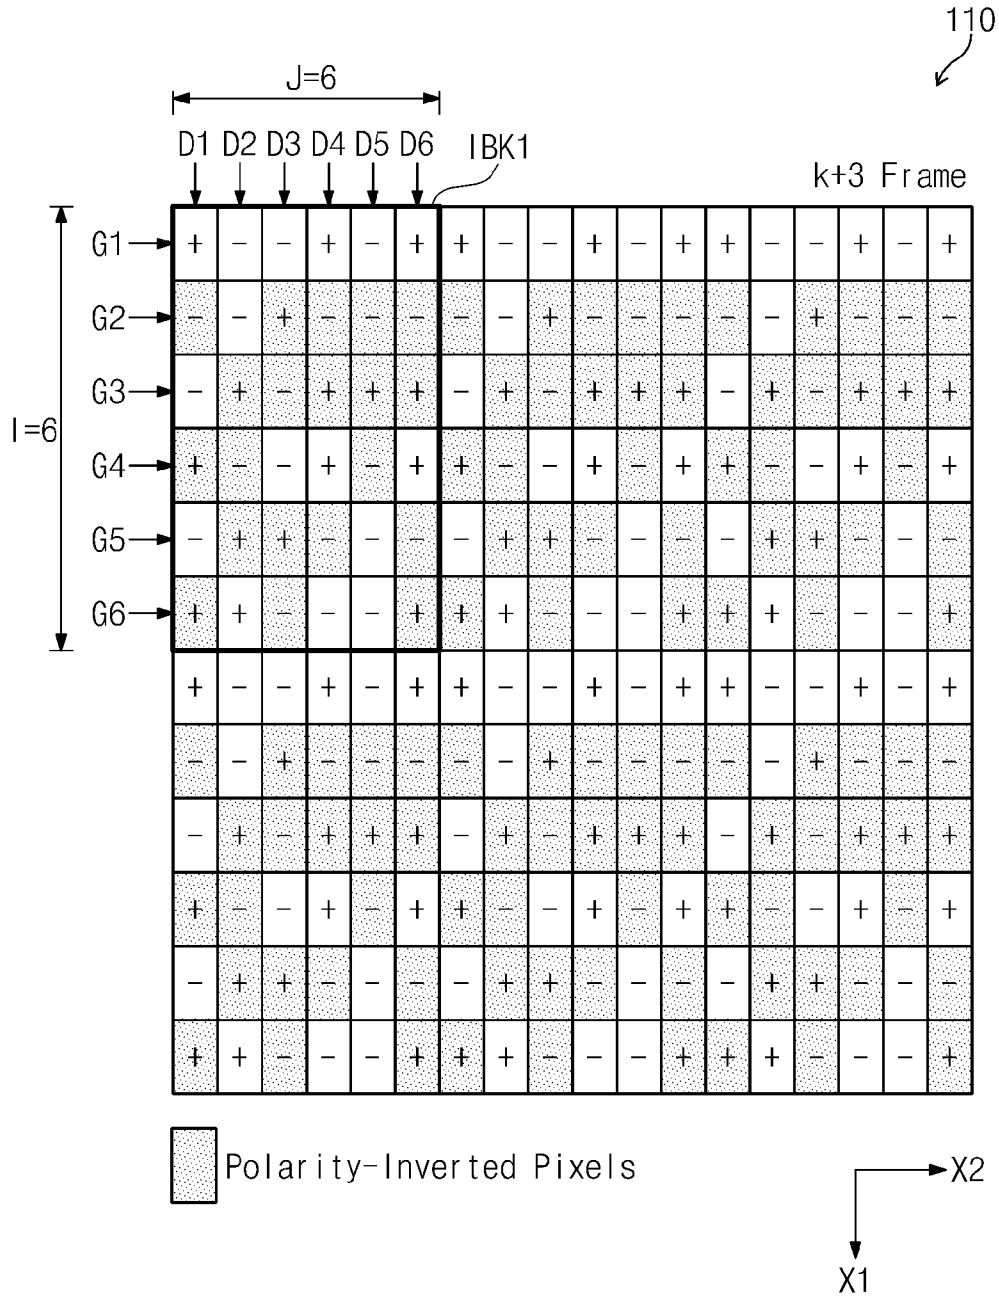 110
J=6
D1 D2 D3 D4 D5 D6 IBK1
k+3 Frame
G1 + − − + − + + − − + − + + − − + − +
G2 − − + − − − − − + − − − − − + − − −
G3 − + − + + + − + − + + + − + − + + +
I=6
G4 + − − + − + + − − + − + + − − + − +
G5 − + + − − − − + + − − − − + + − − −
G6 + + − − − + + + − − − + + + − − − +
+ − − + − + + − − + − + + − − + − +
− − + − − − − − + − − − − − + − − −
− + − + + + − + − + + + − + − + + +
+ − − + − + + − − + − + + − − + − +
− + + − − − − + + − − − − + + − − −
+ + − − − + + + − − − + + + − − − +
Polarity-Inverted Pixels
X2
X1